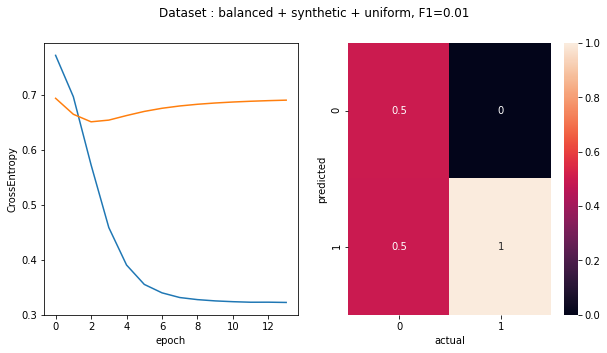 Dataset : balanced + synthetic + uniform, F1=0.01
CrossEntropy
0.7
0.6
0.5
0.4
0.3
0 2 4 6 8 10 12
epoch
predicted
0
1
0.5 0
0.5 1
0 1
actual
1.0
0.8
0.6
0.4
0.2
0.0